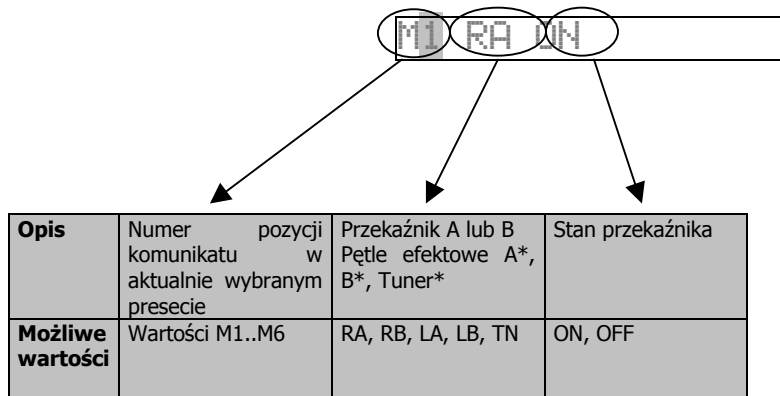 M1 RA ON
Opis
Numer pozycji
komunikatu w
aktualnie wybranym
presecie
Przekaźnik A lub B
Pętle efektowe A*,
B*, Tuner*
Stan przekaźnika
Możliwe
wartości
Wartości M1..M6
RA, RB, LA, LB, TN
ON, OFF